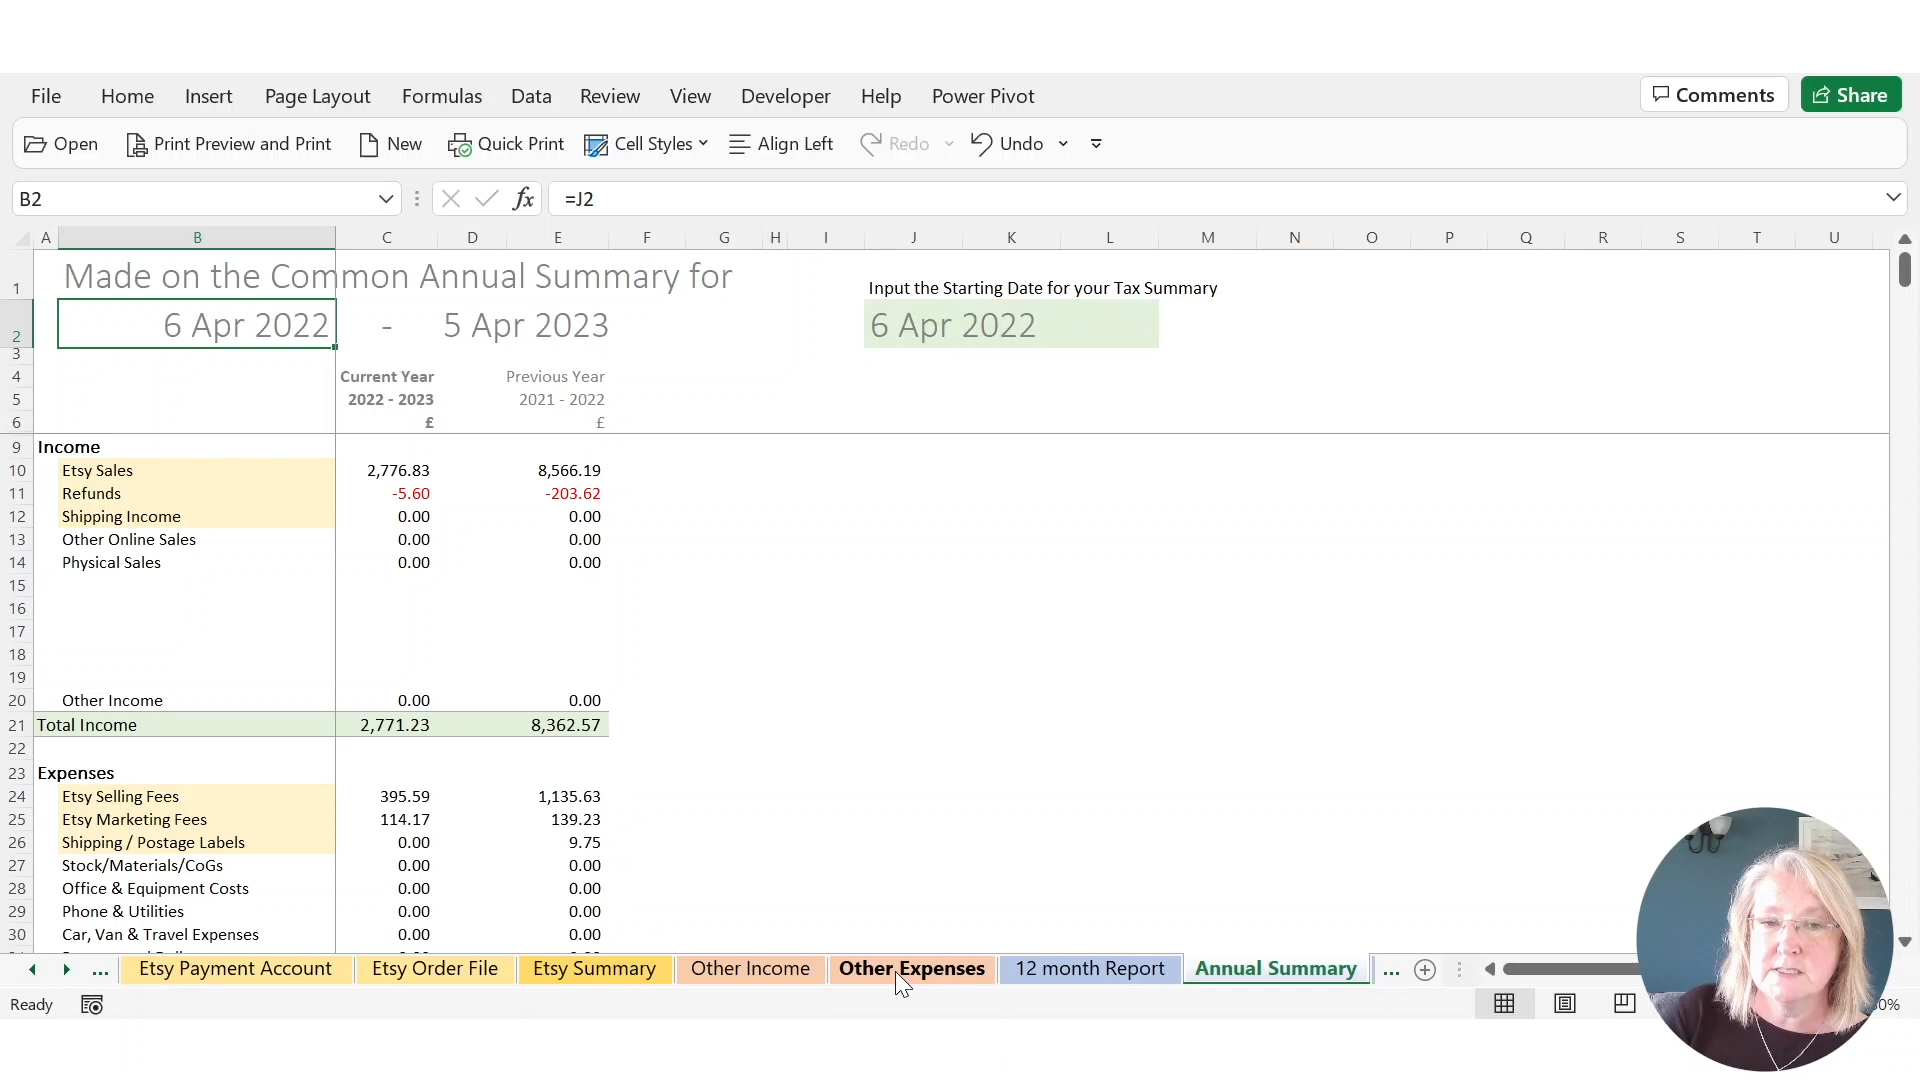 File Home Insert Page Layout Formulas Data Review View Developer Help Power Pivot Comments Share
Open Print Preview and Print New Quick Print Cell Styles Align Left Redo Undo
B2 fx =J2
A B C D E F G H I J K L M N O P Q R S T U
1 Made on the Common Annual Summary for Input the Starting Date for your Tax Summary
2 6 Apr 2022 - 5 Apr 2023 6 Apr 2022
3
4 Current Year Previous Year
5 2022 - 2023 2021 - 2022
6 £ £
9 Income
10 Etsy Sales 2,776.83 8,566.19
11 Refunds -5.60 -203.62
12 Shipping Income 0.00 0.00
13 Other Online Sales 0.00 0.00
14 Physical Sales 0.00 0.00
15
16
17
18
19
20 Other Income 0.00 0.00
21 Total Income 2,771.23 8,362.57
22
23 Expenses
24 Etsy Selling Fees 395.59 1,135.63
25 Etsy Marketing Fees 114.17 139.23
26 Shipping / Postage Labels 0.00 9.75
27 Stock/Materials/CoGs 0.00 0.00
28 Office & Equipment Costs 0.00 0.00
29 Phone & Utilities 0.00 0.00
30 Car, Van & Travel Expenses 0.00 0.00
... Etsy Payment Account Etsy Order File Etsy Summary Other Income Other Expenses 12 month Report Annual Summary ...
Ready